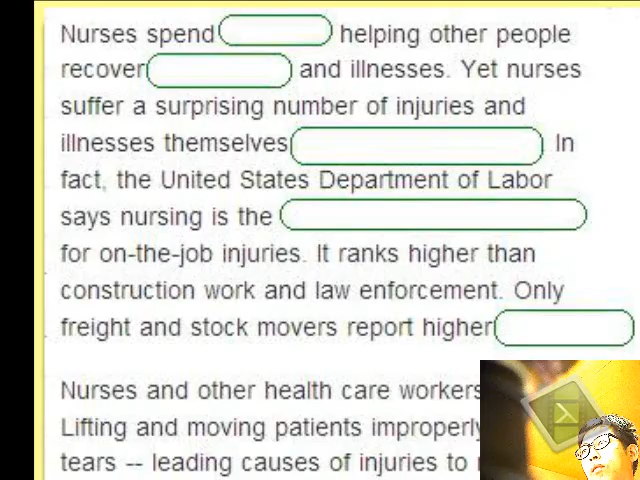 Nurses spend helping other people
recover and illnesses. Yet nurses
suffer a surprising number of injuries and
illnesses themselves In
fact, the United States Department of Labor
says nursing is the
for on-the-job injuries. It ranks higher than
construction work and law enforcement. Only
freight and stock movers report higher
Nurses and other health care workers
Lifting and moving patients improperly
tears -- leading causes of injuries to